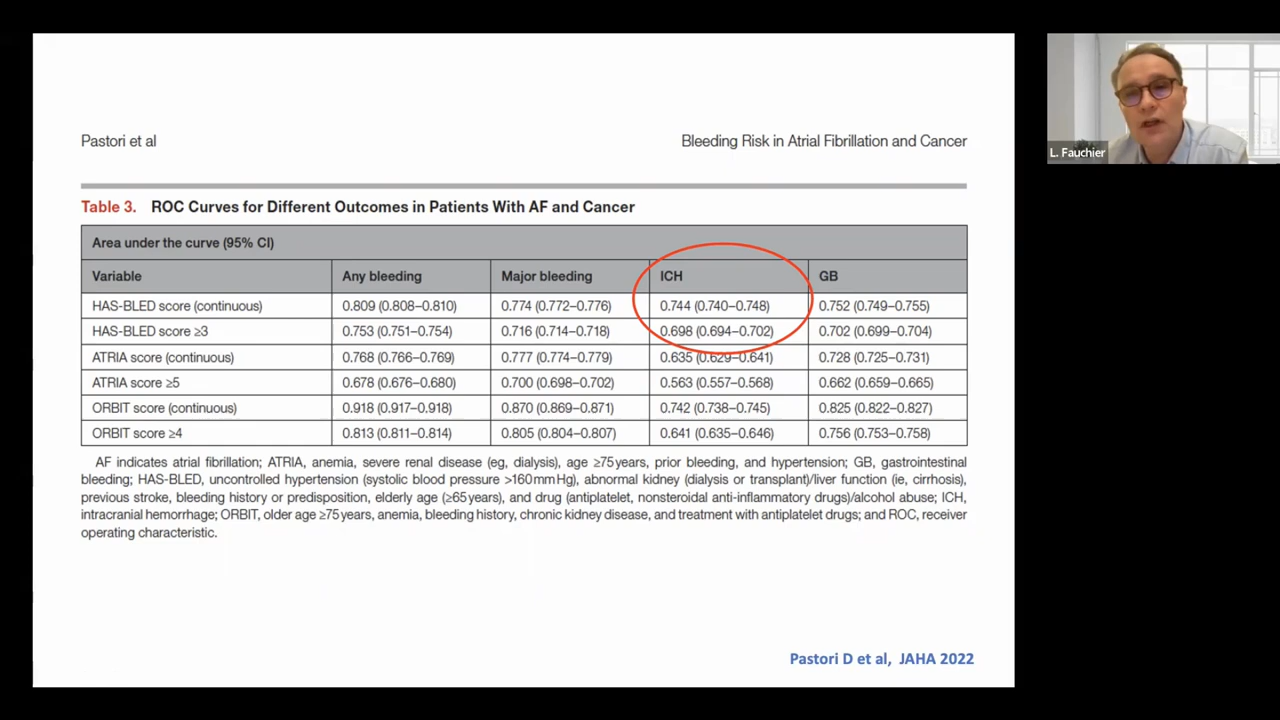 Pastori et al
Bleeding Risk in Atrial Fibrillation and Cancer
Table 3. ROC Curves for Different Outcomes in Patients With AF and Cancer
Area under the curve (95% CI)
Variable Any bleeding Major bleeding ICH GB
HAS-BLED score (continuous) 0.809 (0.808–0.810) 0.774 (0.772–0.776) 0.744 (0.740–0.748) 0.752 (0.749–0.755)
HAS-BLED score ≥3 0.753 (0.751–0.754) 0.716 (0.714–0.718) 0.698 (0.694–0.702) 0.702 (0.699–0.704)
ATRIA score (continuous) 0.768 (0.766–0.769) 0.777 (0.774–0.779) 0.635 (0.629–0.641) 0.728 (0.725–0.731)
ATRIA score ≥5 0.678 (0.676–0.680) 0.700 (0.698–0.702) 0.563 (0.557–0.568) 0.662 (0.659–0.665)
ORBIT score (continuous) 0.918 (0.917–0.918) 0.870 (0.869–0.871) 0.742 (0.738–0.745) 0.825 (0.822–0.827)
ORBIT score ≥4 0.813 (0.811–0.814) 0.805 (0.804–0.807) 0.641 (0.635–0.646) 0.756 (0.753–0.758)
AF indicates atrial fibrillation; ATRIA, anemia, severe renal disease (eg, dialysis), age ≥75 years, prior bleeding, and hypertension; GB, gastrointestinal
bleeding; HAS-BLED, uncontrolled hypertension (systolic blood pressure >160 mm Hg), abnormal kidney (dialysis or transplant)/liver function (ie, cirrhosis),
previous stroke, bleeding history or predisposition, elderly age (≥65 years), and drug (antiplatelet, nonsteroidal anti-inflammatory drugs)/alcohol abuse; ICH,
intracranial hemorrhage; ORBIT, older age ≥75 years, anemia, bleeding history, chronic kidney disease, and treatment with antiplatelet drugs; and ROC, receiver
operating characteristic.
Pastori D et al, JAHA 2022
L. Fauchier